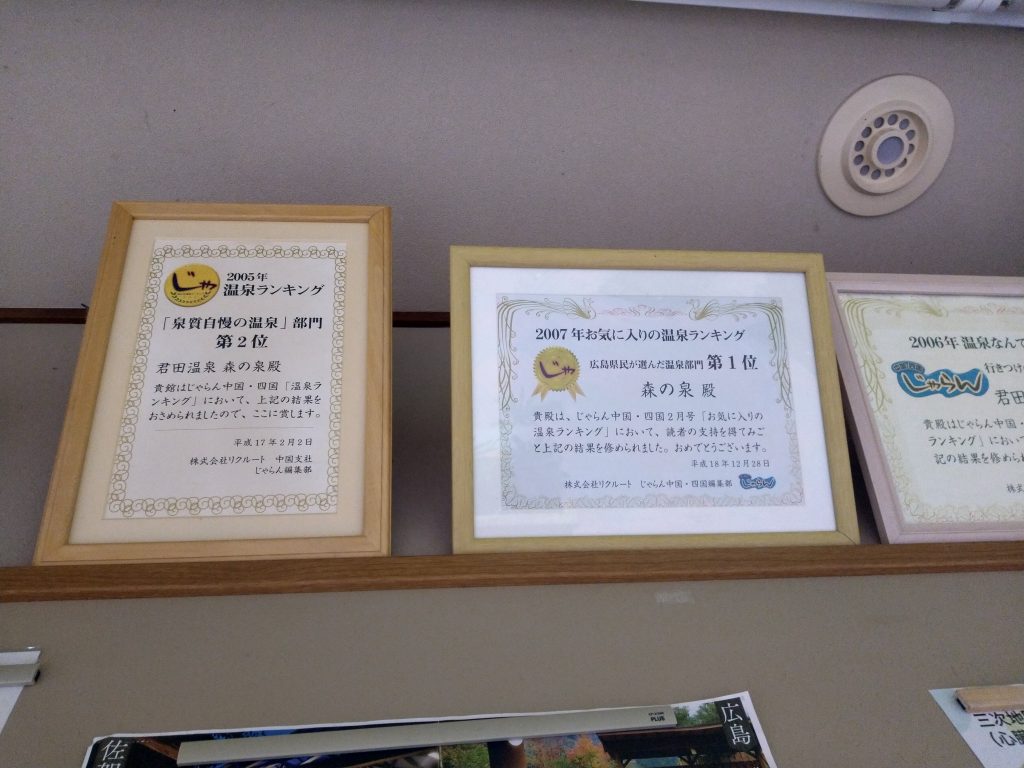 じゃ
2005年
温泉ランキング
「泉質自慢の温泉」部門
第2位
君田温泉 森の泉殿
貴館はじゃらん中国・四国「温泉ラ
ンキング」において、上記の結果を
おさめられましたので、ここに賞します。
平成17年2月2日
株式会社リクルート 中国支社
じゃらん編集部
2007年お気に入りの温泉ランキング
じゃ
広島県民が選んだ温泉部門 第1位
森の泉 殿
貴殿は、じゃらん中国・四国2月号「お気に入りの
温泉ランキング」において、読者の支持を得てみご
と上記の結果を修められました。おめでとうございます。
平成18年12月28日
株式会社リクルート じゃらん中国・四国編集部 じゃらん
2006年 温泉なんで
行きつけ
じゃらん
君田
貴殿はじゃらん中国・
ランキング」におい
記の結果を修められ
株式
佐賀
PLUS
広島
三次地
(心